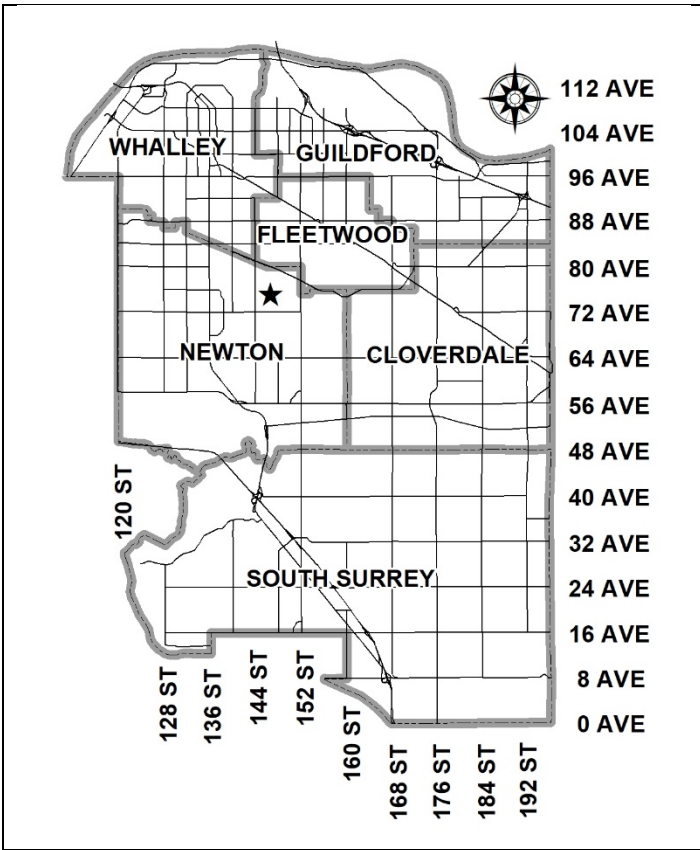 112 AVE
104 AVE
WHALLEY
GUILDFORD
96 AVE
88 AVE
FLEETWOOD
80 AVE
72 AVE
NEWTON
CLOVERDALE
64 AVE
56 AVE
48 AVE
120 ST
40 AVE
32 AVE
SOUTH SURREY
24 AVE
16 AVE
8 AVE
0 AVE
128 ST
136 ST
144 ST
152 ST
160 ST
168 ST
176 ST
184 ST
192 ST